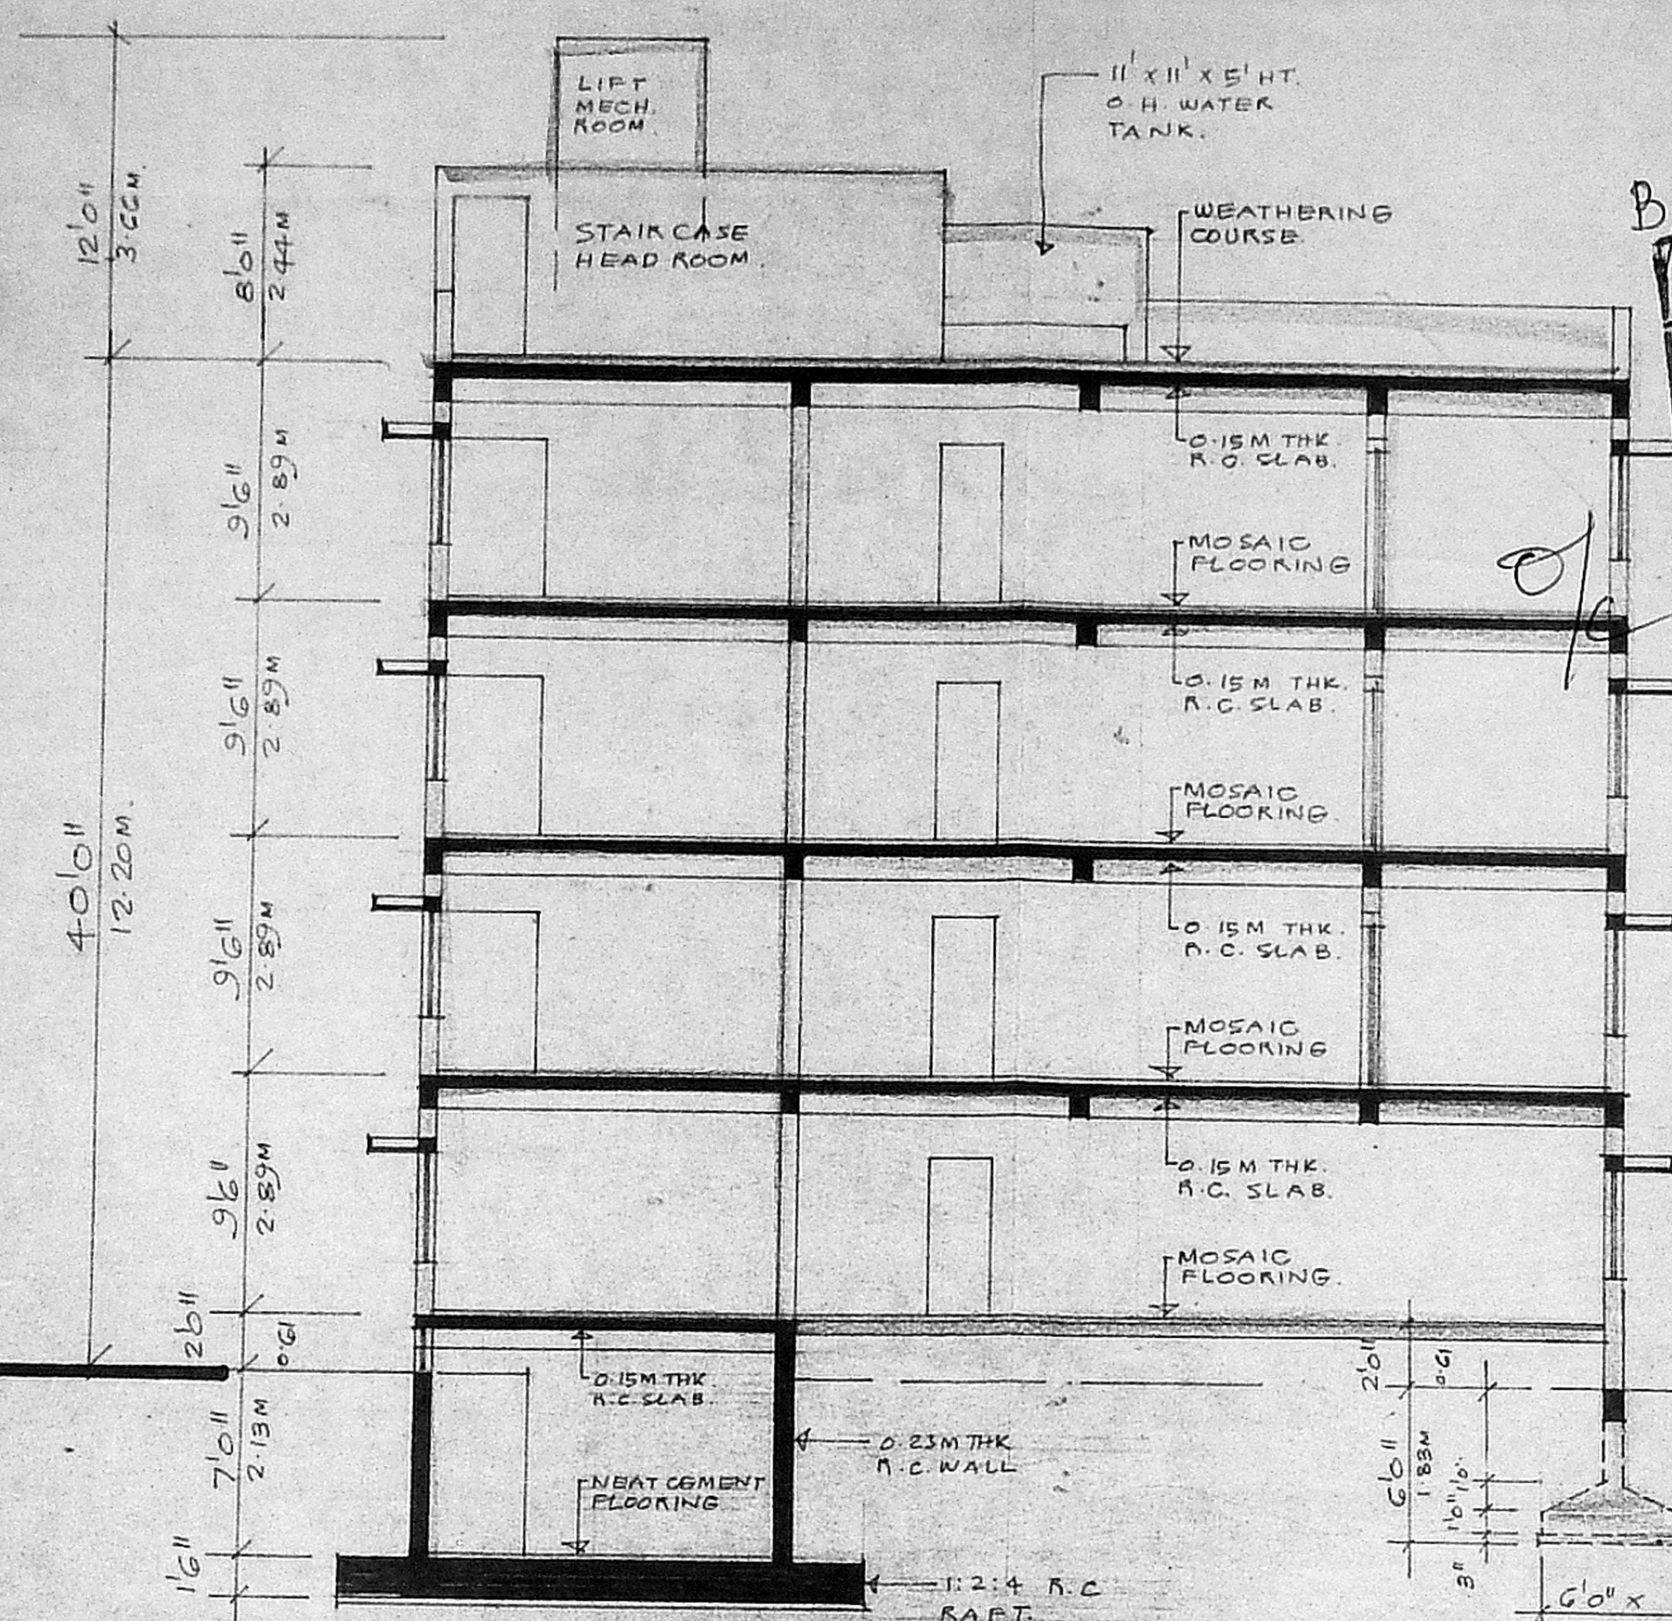 LIFT
MECH.
ROOM.
11' X 11' X 5' HT.
O.H. WATER
TANK.
12'0"
3.66M.
8'0"
2.44M
STAIRCASE
HEAD ROOM.
WEATHERING
COURSE.
B
9'6"
2.89M
0.15M THK.
R.C. SLAB.
MOSAIC
FLOORING
9'6"
2.89M
0.15M THK.
R.C. SLAB.
MOSAIC
FLOORING.
40'0"
12.20M.
9'6"
2.89M
0.15M THK.
R.C. SLAB.
MOSAIC
FLOORING
9'6"
2.89M
0.15M THK.
R.C. SLAB.
MOSAIC
FLOORING.
0.61
0.15M THK.
R.C SLAB.
2'0"
0.61
7'0"
2.13M
0.23M THK
R.C. WALL
NEAT CEMENT
FLOORING
6'0"
1.83M
1'0"
1'0"
3"
1'6"
1:2:4 R.C
RAFT.
6'0" X